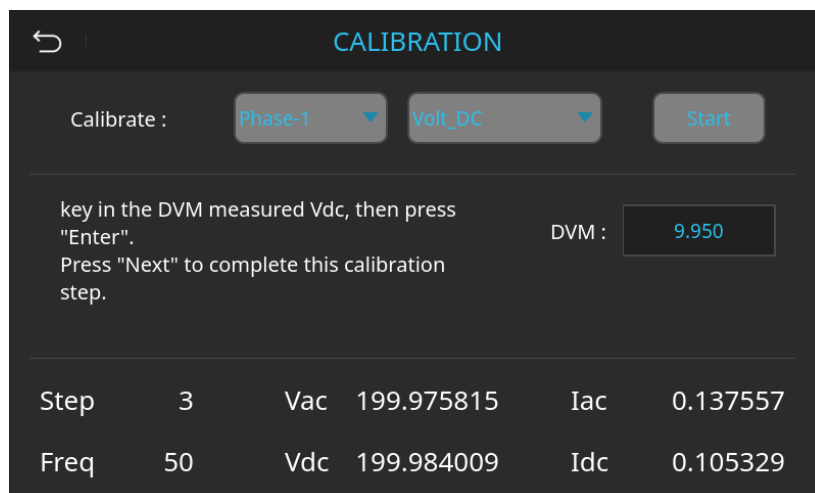 CALIBRATION
Calibrate : Phase-1 Volt_DC Start
key in the DVM measured Vdc, then press
"Enter".
Press "Next" to complete this calibration
step.
DVM : 9.950
Step 3 Vac 199.975815 Iac 0.137557
Freq 50 Vdc 199.984009 Idc 0.105329